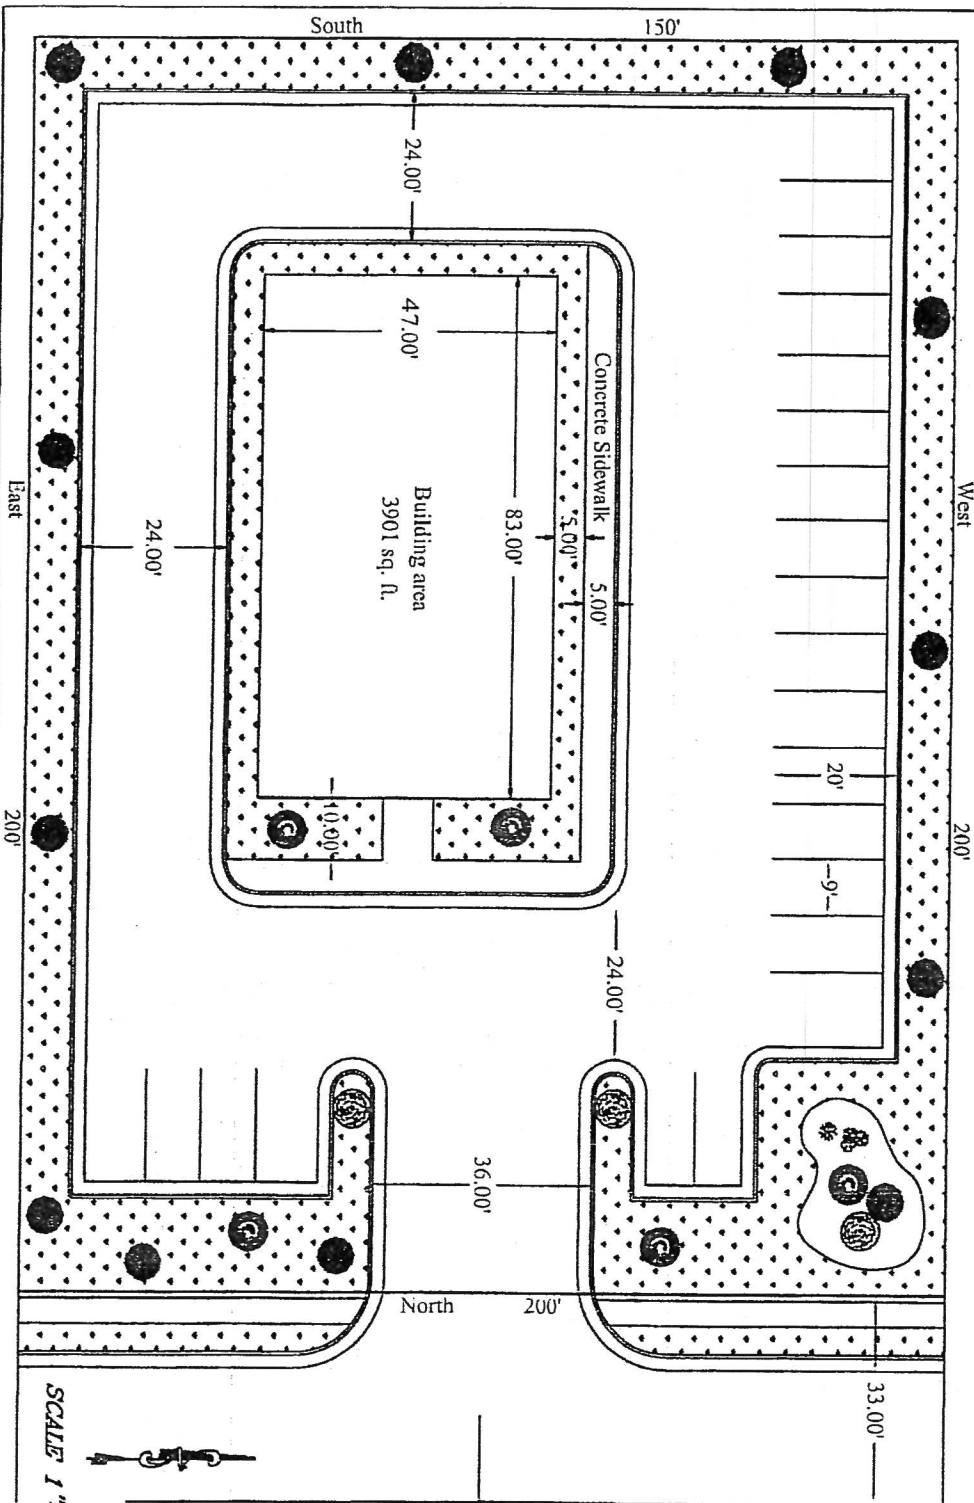 South
150'
24.00'
47.00'
Concrete Sidewalk
83.00'
5.00'
5.00'
Building area
3901 sq. ft.
West
200'
20'
9'
East
200'
24.00'
10.00'
24.00'
36.00'
North
200'
33.00'
SCALE 1"